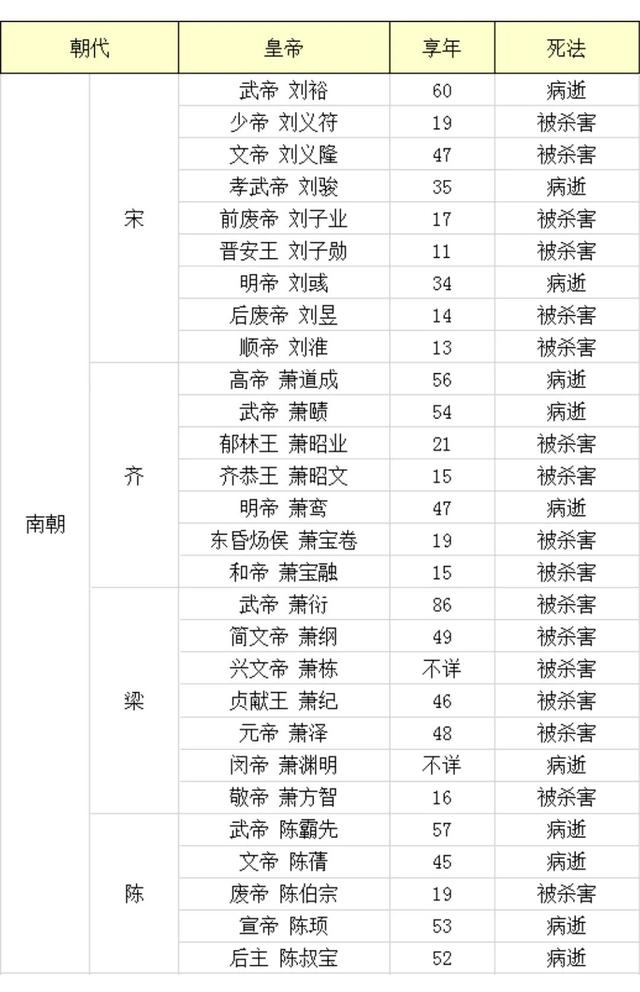 朝代 皇帝 享年 死法
武帝 刘裕 60 病逝
少帝 刘义符 19 被杀害
文帝 刘义隆 47 被杀害
孝武帝 刘骏 35 病逝
宋 前废帝 刘子业 17 被杀害
晋安王 刘子勋 11 被杀害
明帝 刘彧 34 病逝
后废帝 刘昱 14 被杀害
顺帝 刘准 13 被杀害
高帝 萧道成 56 病逝
武帝 萧赜 54 病逝
郁林王 萧昭业 21 被杀害
齐 齐恭王 萧昭文 15 被杀害
明帝 萧鸾 47 病逝
南朝
东昏炀侯 萧宝卷 19 被杀害
和帝 萧宝融 15 被杀害
武帝 萧衍 86 被杀害
简文帝 萧纲 49 被杀害
兴文帝 萧栋 不详 被杀害
梁 贞献王 萧纪 46 被杀害
元帝 萧泽 48 被杀害
闵帝 萧渊明 不详 病逝
敬帝 萧方智 16 被杀害
武帝 陈霸先 57 病逝
文帝 陈蒨 45 病逝
陈 废帝 陈伯宗 19 被杀害
宣帝 陈顼 53 病逝
后主 陈叔宝 52 病逝